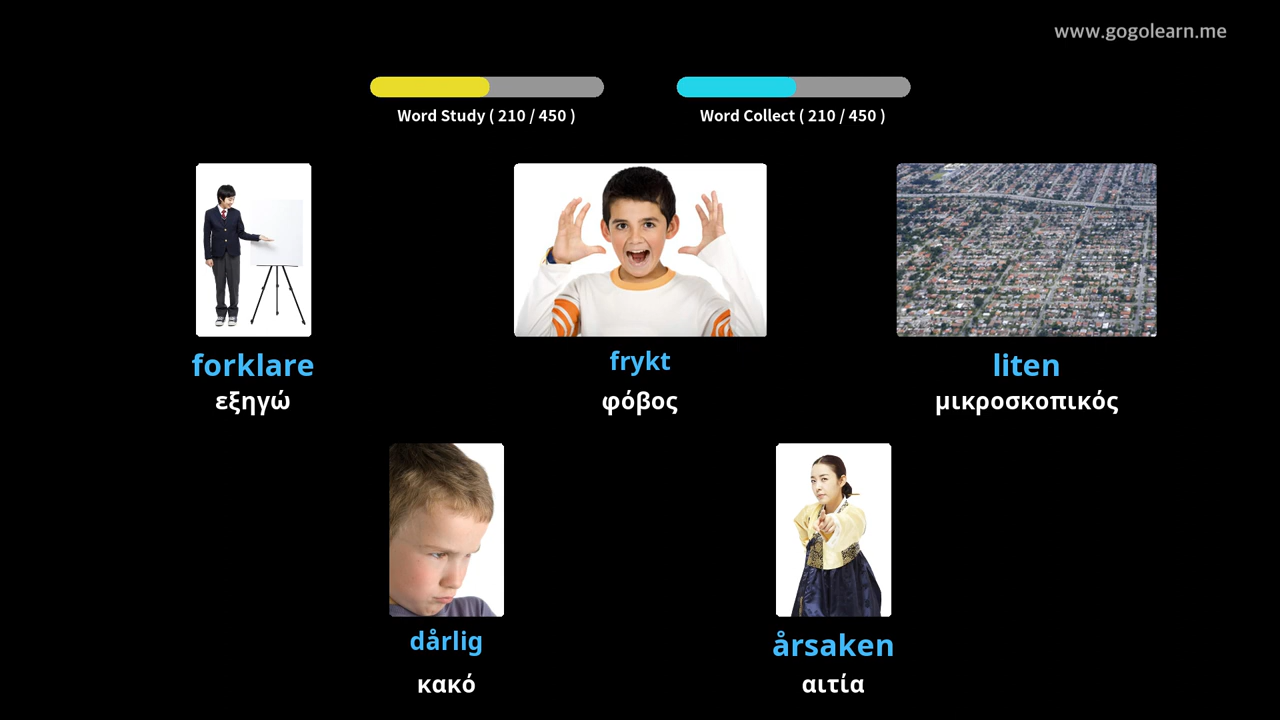 www.gogolearn.me
Word Study ( 210 / 450 )
Word Collect ( 210 / 450 )
forklare
εξηγώ
frykt
φόβος
liten
μικροσκοπικός
dårlig
κακό
årsaken
αιτία